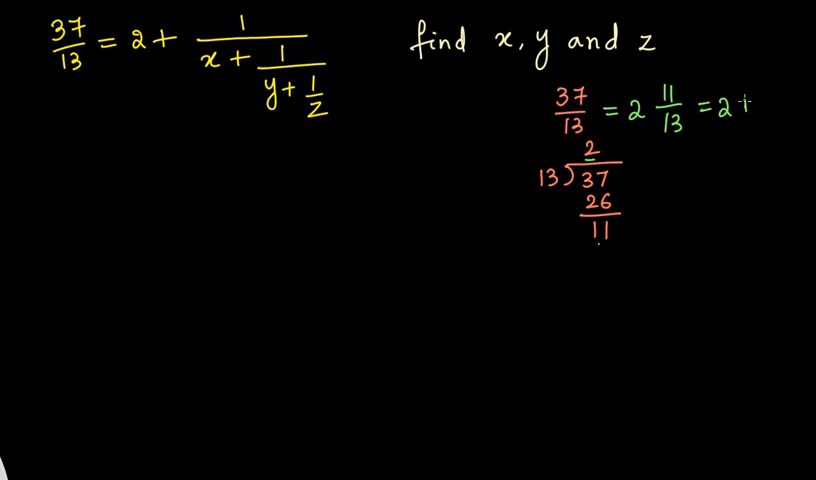 37/13 = 2 + 1/(x + 1/(y + 1/z))
find x, y and z
37/13 = 2 11/13 = 2 +
2
13)37
26
11